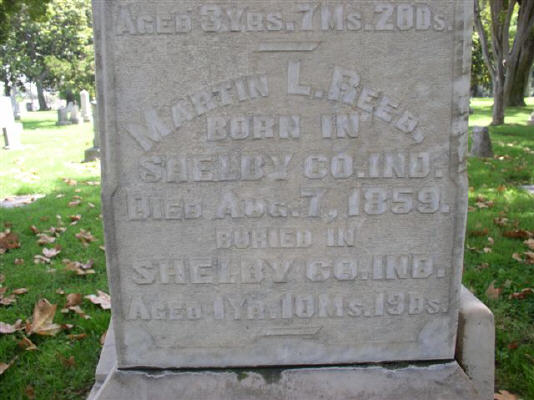 AGED 3 YRS. 7 MS. 20 DS.
MARTIN L. REED,
BORN IN
SHELBY CO. IND.
DIED AUG. 7, 1859.
BURIED IN
SHELBY CO. IND.
AGED 1 YR. 10 MS. 19 DS.